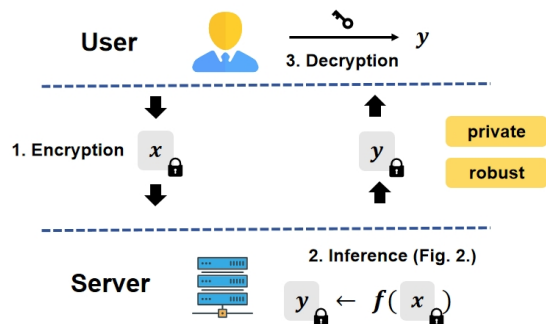 User
y
3. Decryption
1. Encryption
x
y
private
robust
2. Inference (Fig. 2.)
Server
y ← f( x )